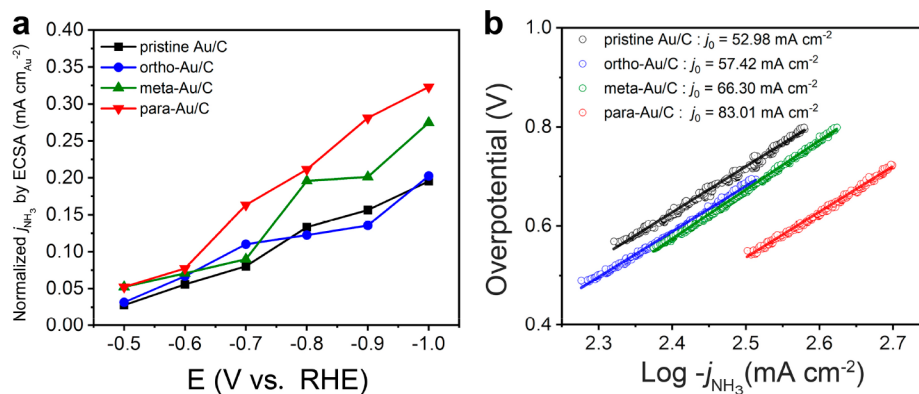 a
Normalized j_NH3 by ECSA (mA cm_Au⁻²)
0.40
0.35
0.30
0.25
0.20
0.15
0.10
0.05
0.00
pristine Au/C
ortho-Au/C
meta-Au/C
para-Au/C
-0.5 -0.6 -0.7 -0.8 -0.9 -1.0
E (V vs. RHE)
b
Overpotential (V)
1.0
0.8
0.6
0.4
pristine Au/C : j₀ = 52.98 mA cm⁻²
ortho-Au/C : j₀ = 57.42 mA cm⁻²
meta-Au/C : j₀ = 66.30 mA cm⁻²
para-Au/C : j₀ = 83.01 mA cm⁻²
2.3 2.4 2.5 2.6 2.7
Log -j_NH3 (mA cm⁻²)